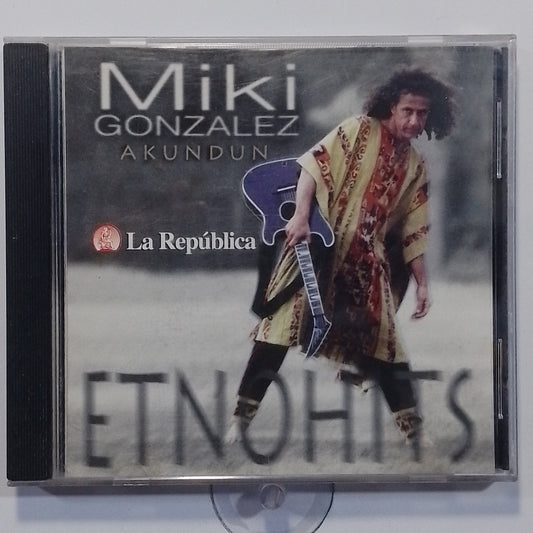 Miki
GONZALEZ
AKUNDUN
La República
ETNOHITS